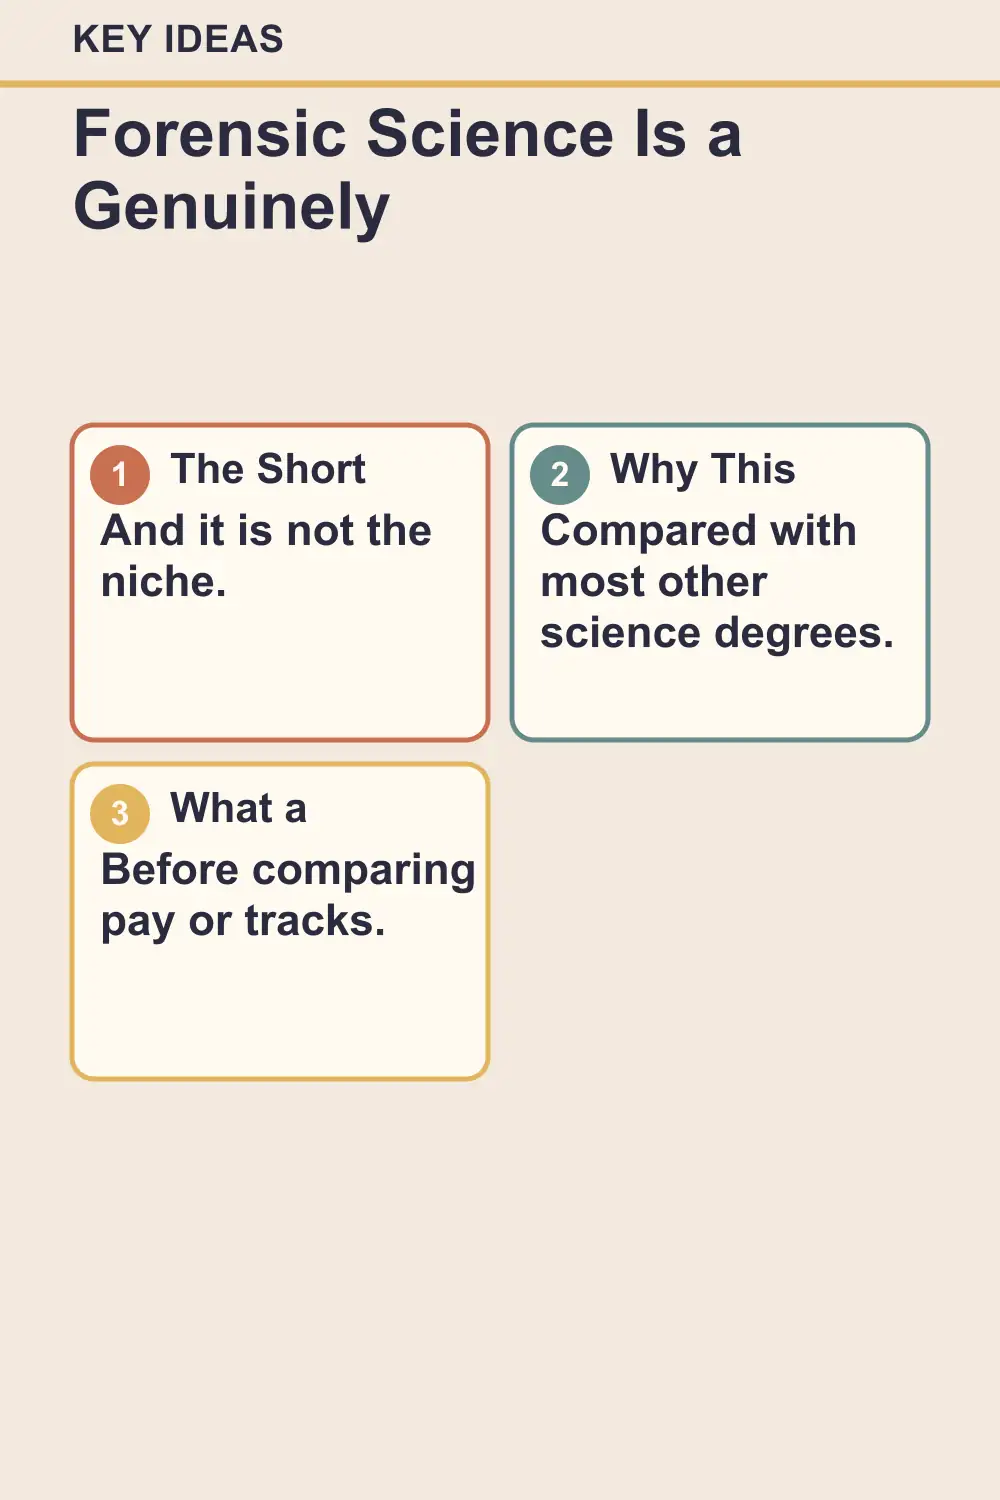 KEY IDEAS
Forensic Science Is a
Genuinely
1 The Short
And it is not the
niche.
2 Why This
Compared with
most other
science degrees.
3 What a
Before comparing
pay or tracks.